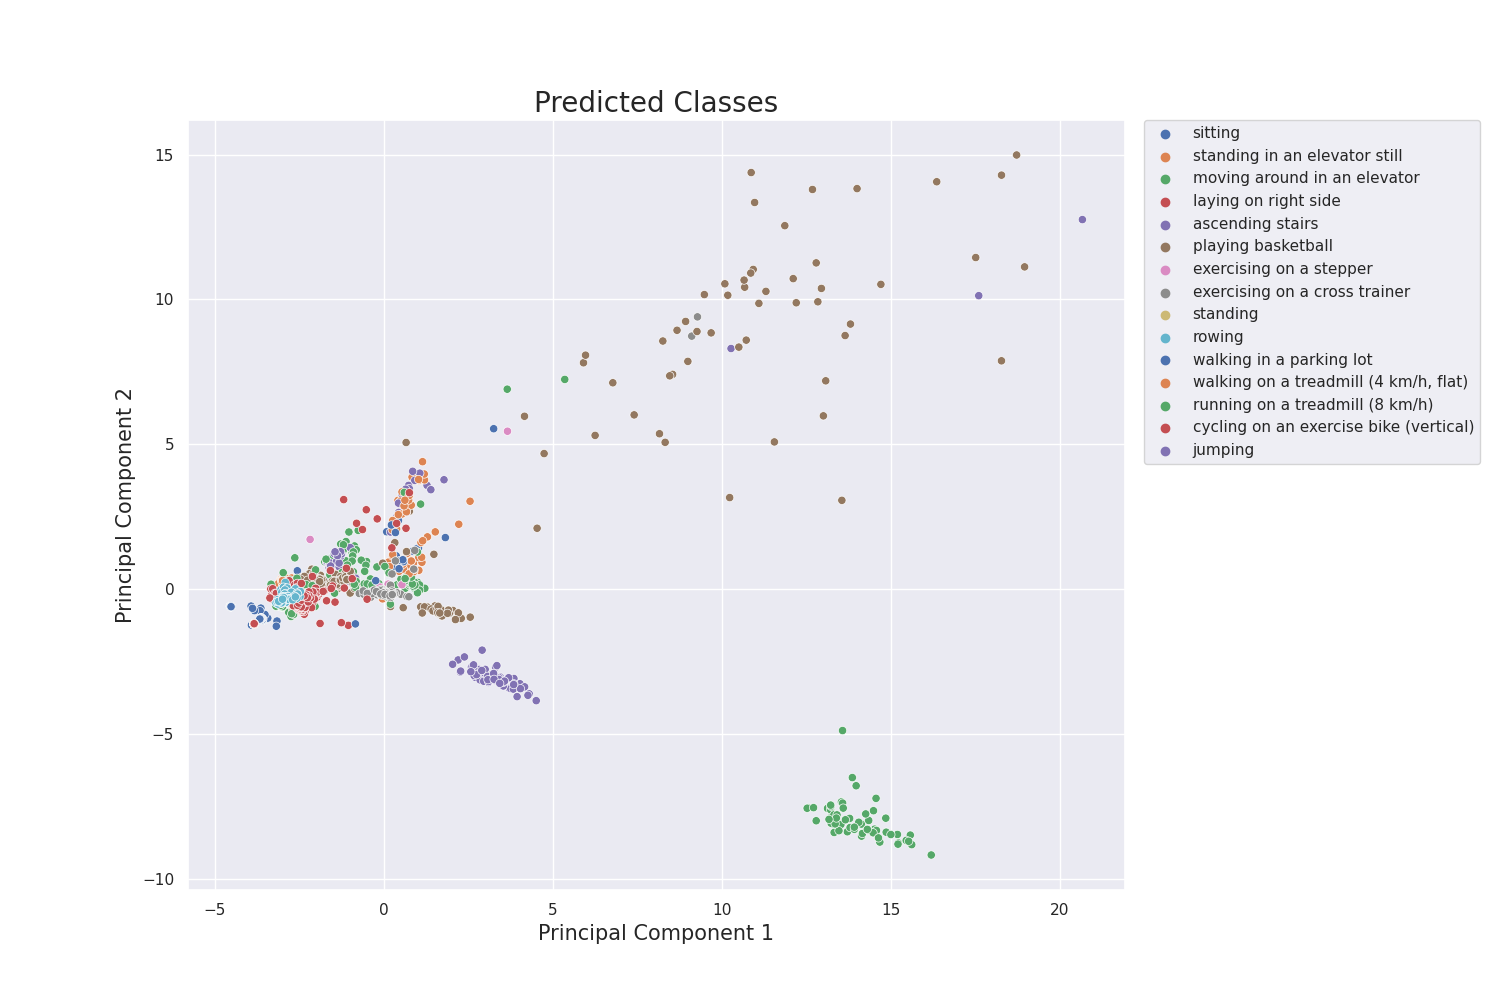 Predicted Classes
sitting
standing in an elevator still
moving around in an elevator
laying on right side
ascending stairs
playing basketball
exercising on a stepper
exercising on a cross trainer
standing
rowing
walking in a parking lot
walking on a treadmill (4 km/h, flat)
running on a treadmill (8 km/h)
cycling on an exercise bike (vertical)
jumping
Principal Component 2
15
10
5
0
−5
−10
−5 0 5 10 15 20
Principal Component 1